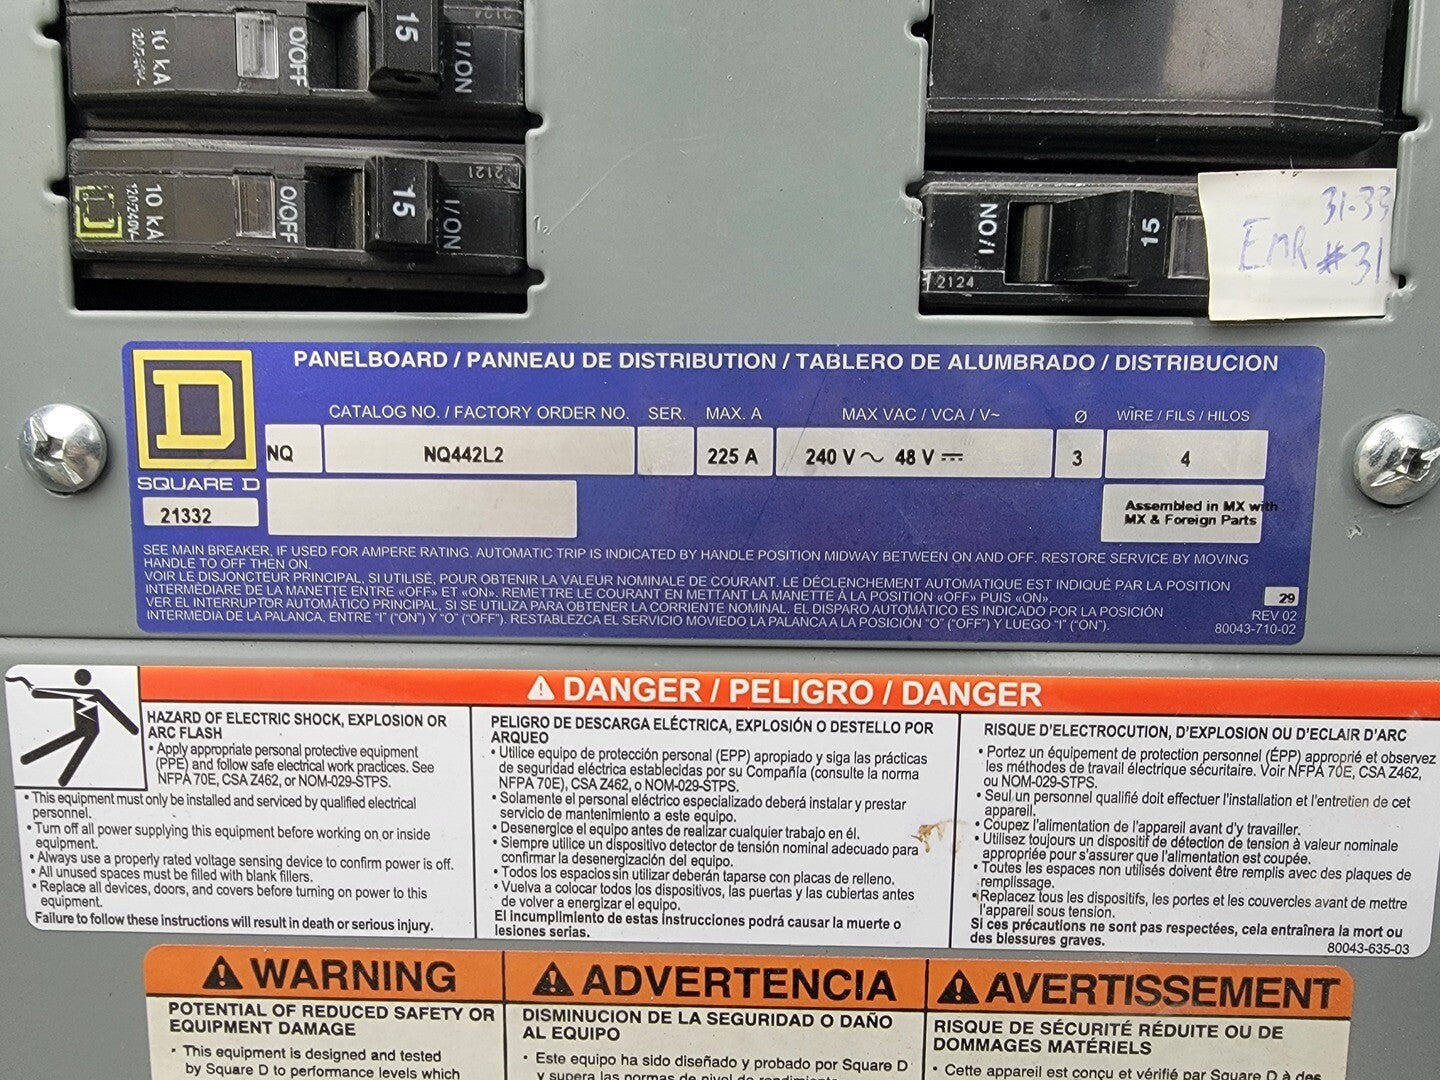 10 kA
O/OFF
15
I/ON
10 kA
120/240V~
O/OFF
15
I/ON
2121
I/ON
15
2124
31-33
EMR #31
PANELBOARD / PANNEAU DE DISTRIBUTION / TABLERO DE ALUMBRADO / DISTRIBUCION
CATALOG NO. / FACTORY ORDER NO. SER. MAX. A MAX VAC / VCA / V~ Ø WIRE / FILS / HILOS
NQ NQ442L2 225 A 240 V ~ 48 V ⎓ 3 4
SQUARE D
21332
Assembled in MX with
MX & Foreign Parts
SEE MAIN BREAKER, IF USED FOR AMPERE RATING. AUTOMATIC TRIP IS INDICATED BY HANDLE POSITION MIDWAY BETWEEN ON AND OFF. RESTORE SERVICE BY MOVING
HANDLE TO OFF THEN ON.
VOIR LE DISJONCTEUR PRINCIPAL, SI UTILISÉ, POUR OBTENIR LA VALEUR NOMINALE DE COURANT. LE DÉCLENCHEMENT AUTOMATIQUE EST INDIQUÉ PAR LA POSITION
INTERMÉDIAIRE DE LA MANETTE ENTRE «OFF» ET «ON». REMETTRE LE COURANT EN METTANT LA MANETTE À LA POSITION «OFF» PUIS «ON».
VER EL INTERRUPTOR AUTOMÁTICO PRINCIPAL, SI SE UTILIZA PARA OBTENER LA CORRIENTE NOMINAL. EL DISPARO AUTOMÁTICO ES INDICADO POR LA POSICIÓN
INTERMEDIA DE LA PALANCA, ENTRE "I" ("ON") Y "O" ("OFF"). RESTABLEZCA EL SERVICIO MOVIEDO LA PALANCA A LA POSICIÓN "O" ("OFF") Y LUEGO "I" ("ON").
29
REV 02
80043-710-02
DANGER / PELIGRO / DANGER
HAZARD OF ELECTRIC SHOCK, EXPLOSION OR
ARC FLASH
• Apply appropriate personal protective equipment
(PPE) and follow safe electrical work practices. See
NFPA 70E, CSA Z462, or NOM-029-STPS.
• This equipment must only be installed and serviced by qualified electrical
personnel.
• Turn off all power supplying this equipment before working on or inside
equipment.
• Always use a properly rated voltage sensing device to confirm power is off.
• All unused spaces must be filled with blank fillers.
• Replace all devices, doors, and covers before turning on power to this
equipment.
Failure to follow these instructions will result in death or serious injury.
PELIGRO DE DESCARGA ELÉCTRICA, EXPLOSIÓN O DESTELLO POR
ARQUEO
• Utilice equipo de protección personal (EPP) apropiado y siga las prácticas
de seguridad eléctrica establecidas por su Compañía (consulte la norma
NFPA 70E), CSA Z462, o NOM-029-STPS.
• Solamente el personal eléctrico especializado deberá instalar y prestar
servicio de mantenimiento a este equipo.
• Desenergice el equipo antes de realizar cualquier trabajo en él.
• Siempre utilice un dispositivo detector de tensión nominal adecuado para
confirmar la desenergización del equipo.
• Todos los espacios sin utilizar deberán taparse con placas de relleno.
• Vuelva a colocar todos los dispositivos, las puertas y las cubiertas antes
de volver a energizar el equipo.
El incumplimiento de estas instrucciones podrá causar la muerte o
lesiones serias.
RISQUE D'ELECTROCUTION, D'EXPLOSION OU D'ECLAIR D'ARC
• Portez un équipement de protection personnel (ÉPP) approprié et observez
les méthodes de travail électrique sécuritaire. Voir NFPA 70E, CSA Z462,
ou NOM-029-STPS.
• Seul un personnel qualifié doit effectuer l'installation et l'entretien de cet
appareil.
• Coupez l'alimentation de l'appareil avant d'y travailler.
• Utilisez toujours un dispositif de détection de tension à valeur nominale
appropriée pour s'assurer que l'alimentation est coupée.
• Toutes les espaces non utilisés doivent être remplis avec des plaques de
remplissage.
• Replacez tous les dispositifs, les portes et les couvercles avant de mettre
l'appareil sous tension.
Si ces précautions ne sont pas respectées, cela entraînera la mort ou
des blessures graves.
80043-635-03
WARNING
POTENTIAL OF REDUCED SAFETY OR
EQUIPMENT DAMAGE
• This equipment is designed and tested
by Square D to performance levels which
ADVERTENCIA
DISMINUCION DE LA SEGURIDAD O DAÑO
AL EQUIPO
• Este equipo ha sido diseñado y probado por Square D
y supera las normas de nivel de rendimiento
AVERTISSEMENT
RISQUE DE SÉCURITÉ RÉDUITE OU DE
DOMMAGES MATÉRIELS
• Cette appareil est conçu et vérifié par Square D à des